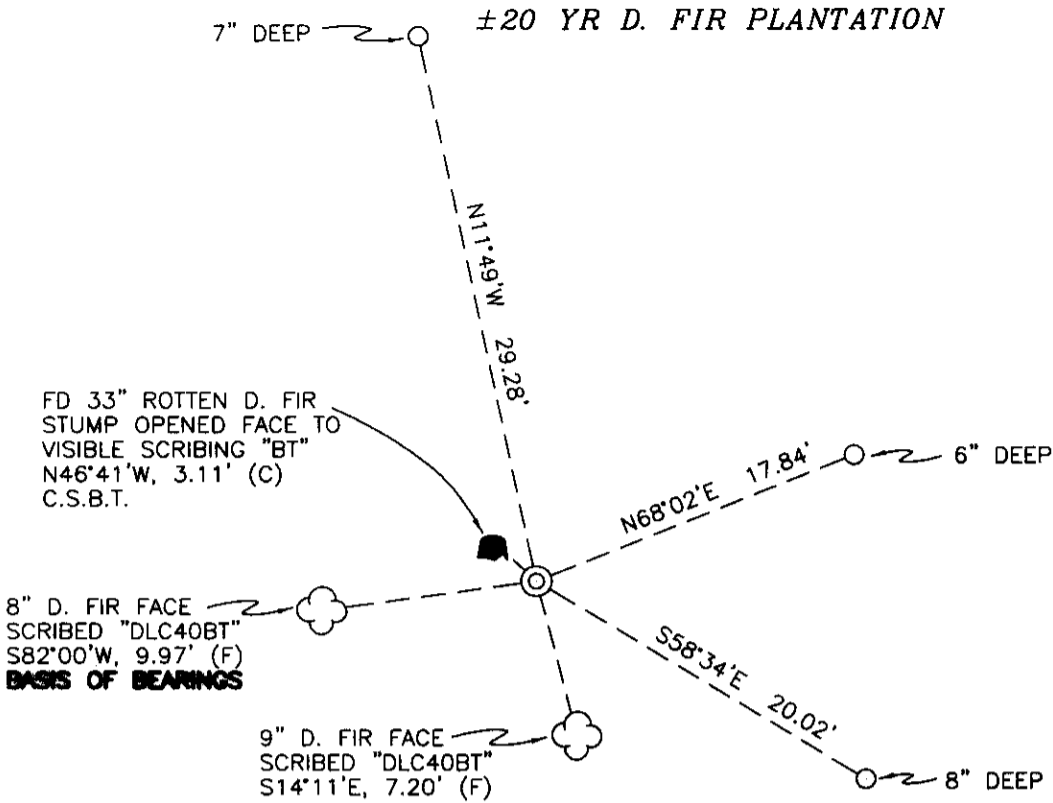 ±20 YR D. FIR PLANTATION
7" DEEP
N11°49'W 29.28'
FD 33" ROTTEN D. FIR
STUMP OPENED FACE TO
VISIBLE SCRIBING "BT"
N46°41'W, 3.11' (C)
C.S.B.T.
N68°02'E 17.84'
6" DEEP
8" D. FIR FACE
SCRIBED "DLC40BT"
S82°00'W, 9.97' (F)
BASIS OF BEARINGS
S58°34'E 20.02'
9" D. FIR FACE
SCRIBED "DLC40BT"
S14°11'E, 7.20' (F)
8" DEEP